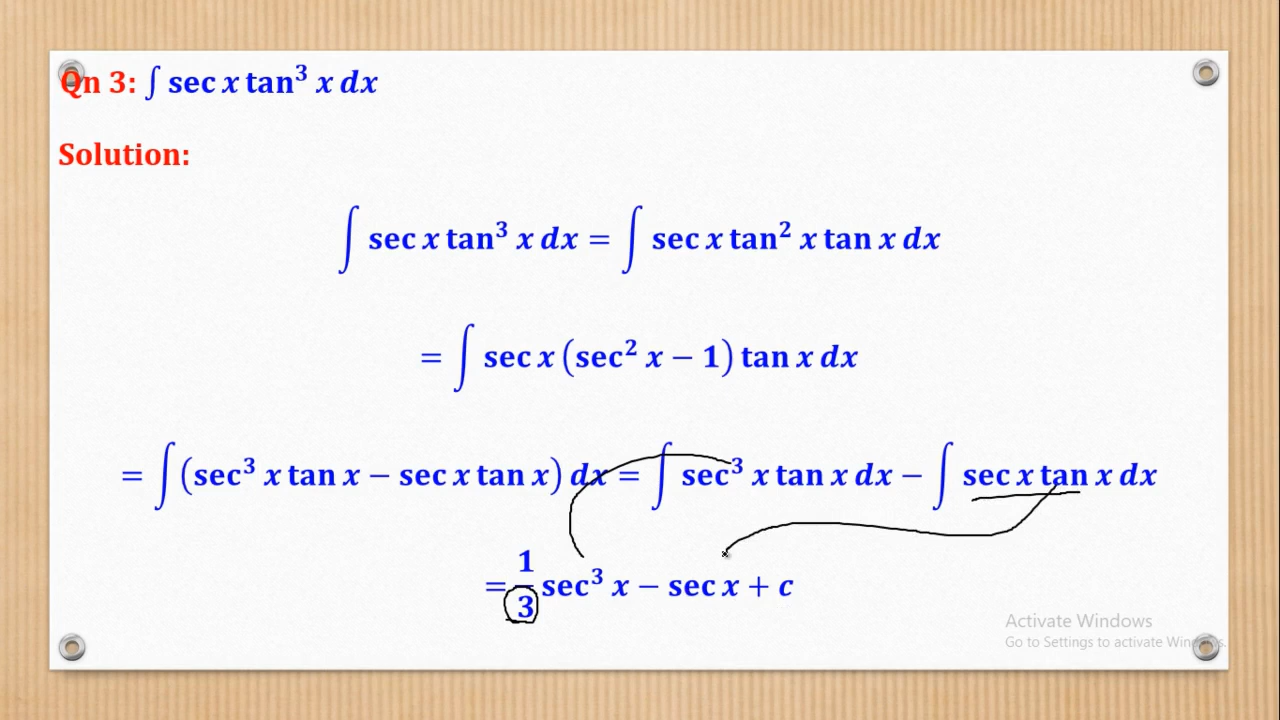 Qn 3: ∫ sec x tan³ x dx
Solution:
∫ sec x tan³ x dx = ∫ sec x tan² x tan x dx
= ∫ sec x (sec² x − 1) tan x dx
= ∫ (sec³ x tan x − sec x tan x) dx = ∫ sec³ x tan x dx − ∫ sec x tan x dx
= 1/3 sec³ x − sec x + c
Activate Windows
Go to Settings to activate Windows.